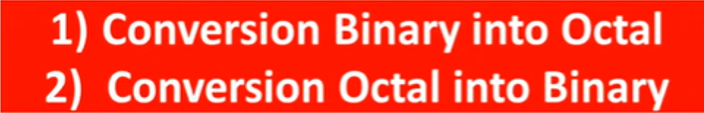 1) Conversion Binary into Octal
2) Conversion Octal into Binary